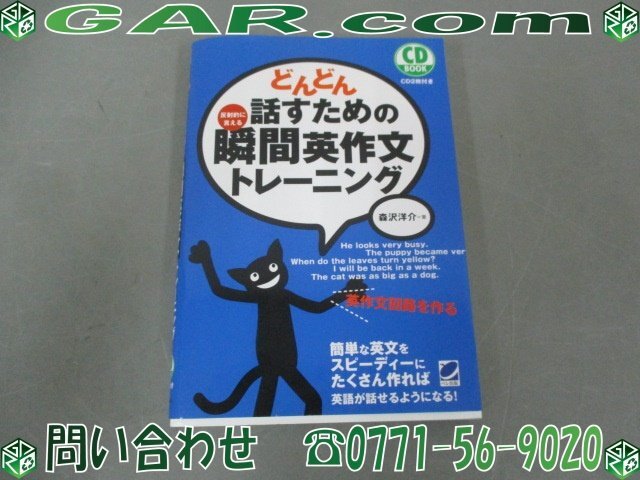 GAR.com
CD
BOOK
CD2枚付き
どんどん
話すための
反射的に
言える
瞬間英作文
トレーニング
森沢洋介=著
He looks very busy.
The puppy became ver
When do the leaves turn yellow?
I will be back in a week.
The cat was as big as a dog.
英作文回路を作る
簡単な英文を
スピーディーに
たくさん作れば
英語が話せるようになる!
問い合わせ ☎0771-56-9020